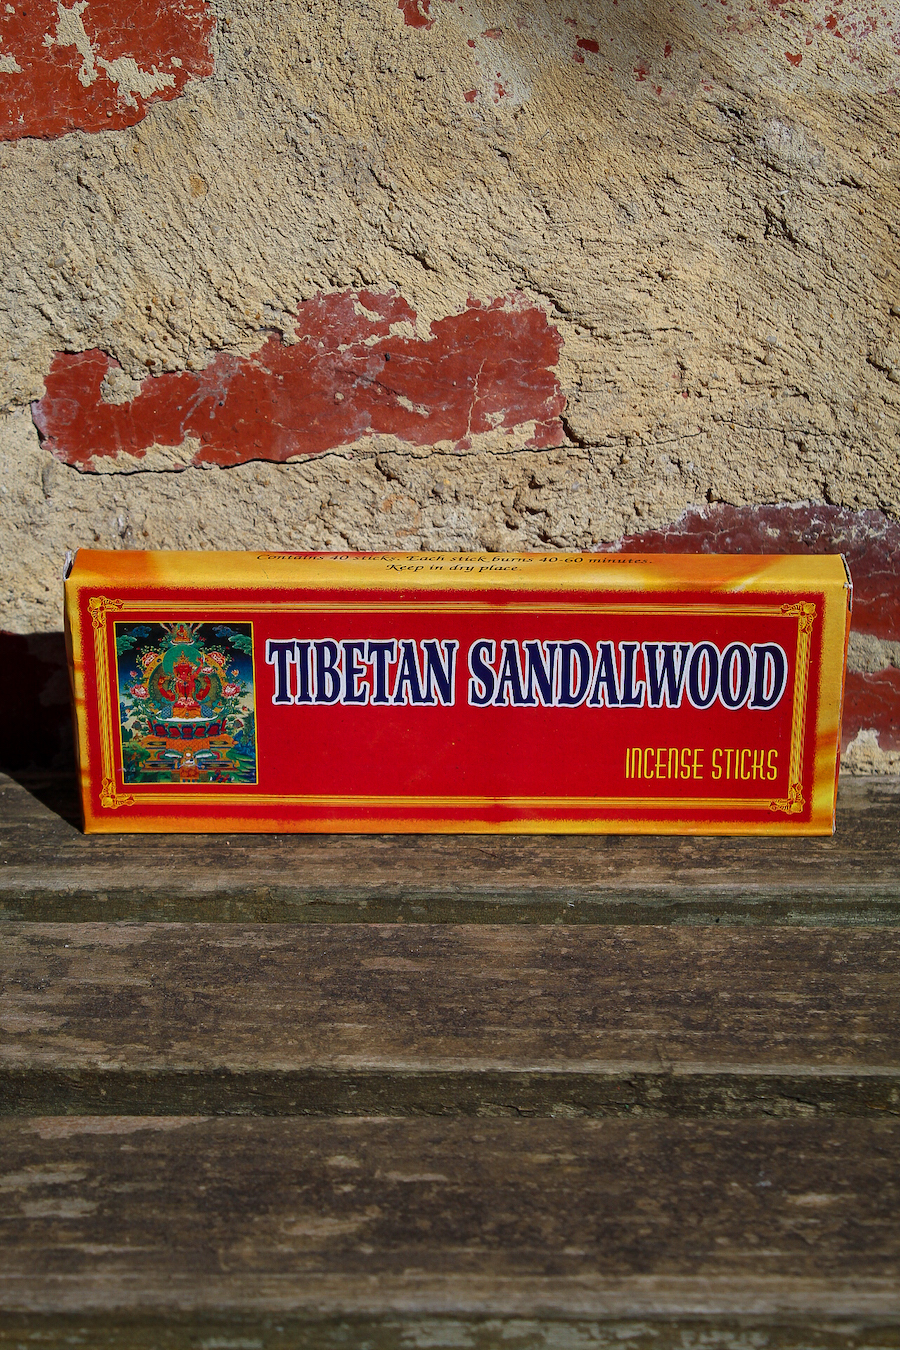 Contains 40 sticks. Each stick burns 40-60 minutes.
Keep in dry place.
TIBETAN SANDALWOOD
INCENSE STICKS